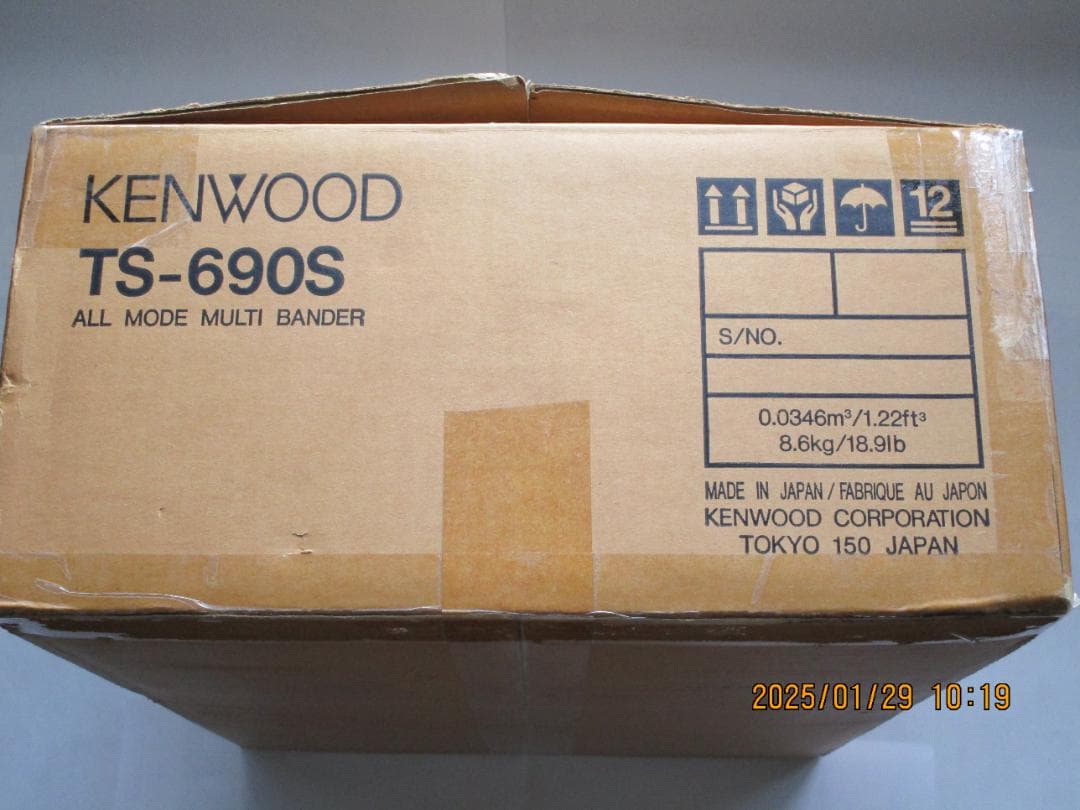 KENWOOD
TS-690S
ALL MODE MULTI BANDER
12
S/NO.
0.0346m³/1.22ft³
8.6kg/18.9lb
MADE IN JAPAN / FABRIQUE AU JAPON
KENWOOD CORPORATION
TOKYO 150 JAPAN
2025/01/29 10:19